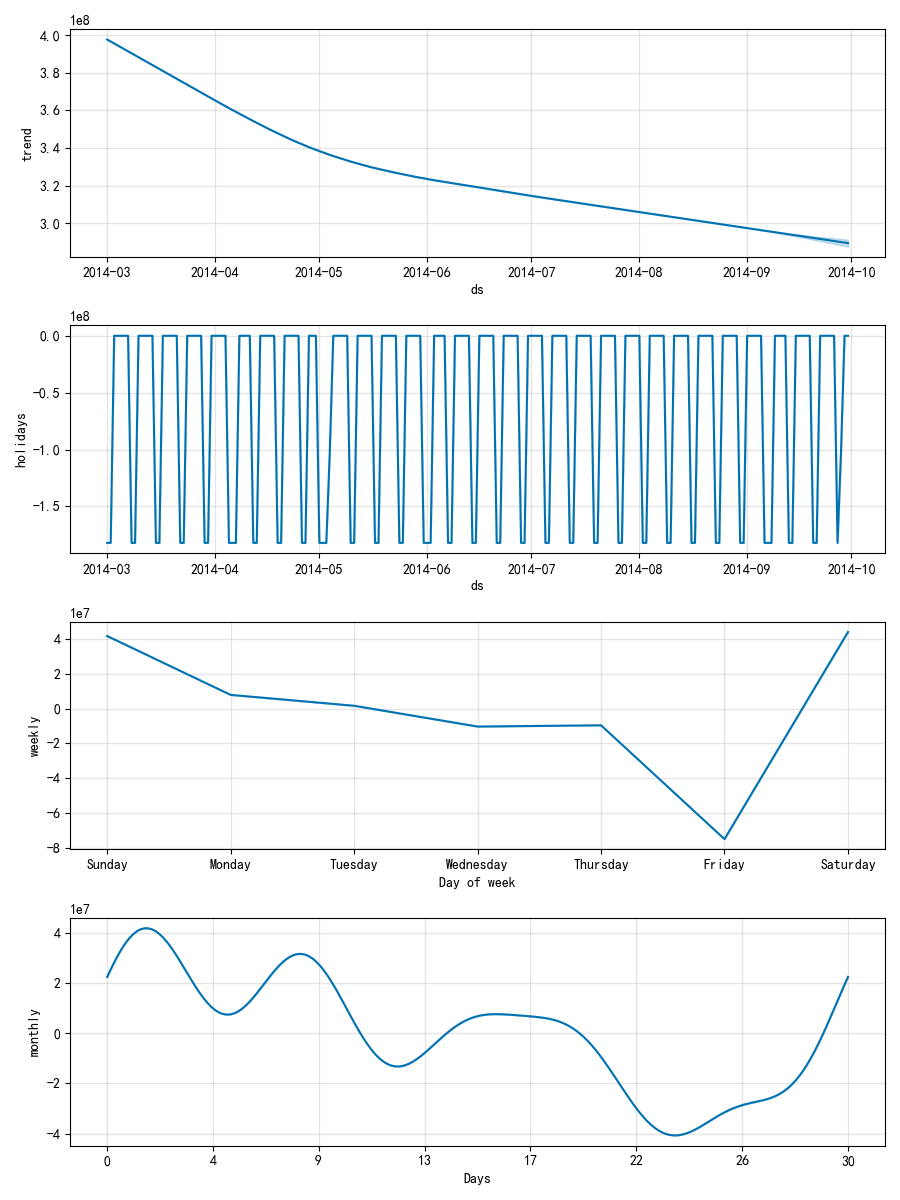 1e8
4.0
3.8
3.6
3.4
3.2
3.0
trend
2014-03 2014-04 2014-05 2014-06 2014-07 2014-08 2014-09 2014-10
ds
1e8
0.0
−0.5
−1.0
−1.5
holidays
2014-03 2014-04 2014-05 2014-06 2014-07 2014-08 2014-09 2014-10
ds
1e7
4
2
0
−2
−4
−6
−8
weekly
Sunday Monday Tuesday Wednesday Thursday Friday Saturday
Day of week
1e7
4
2
0
−2
−4
monthly
0 4 9 13 17 22 26 30
Days